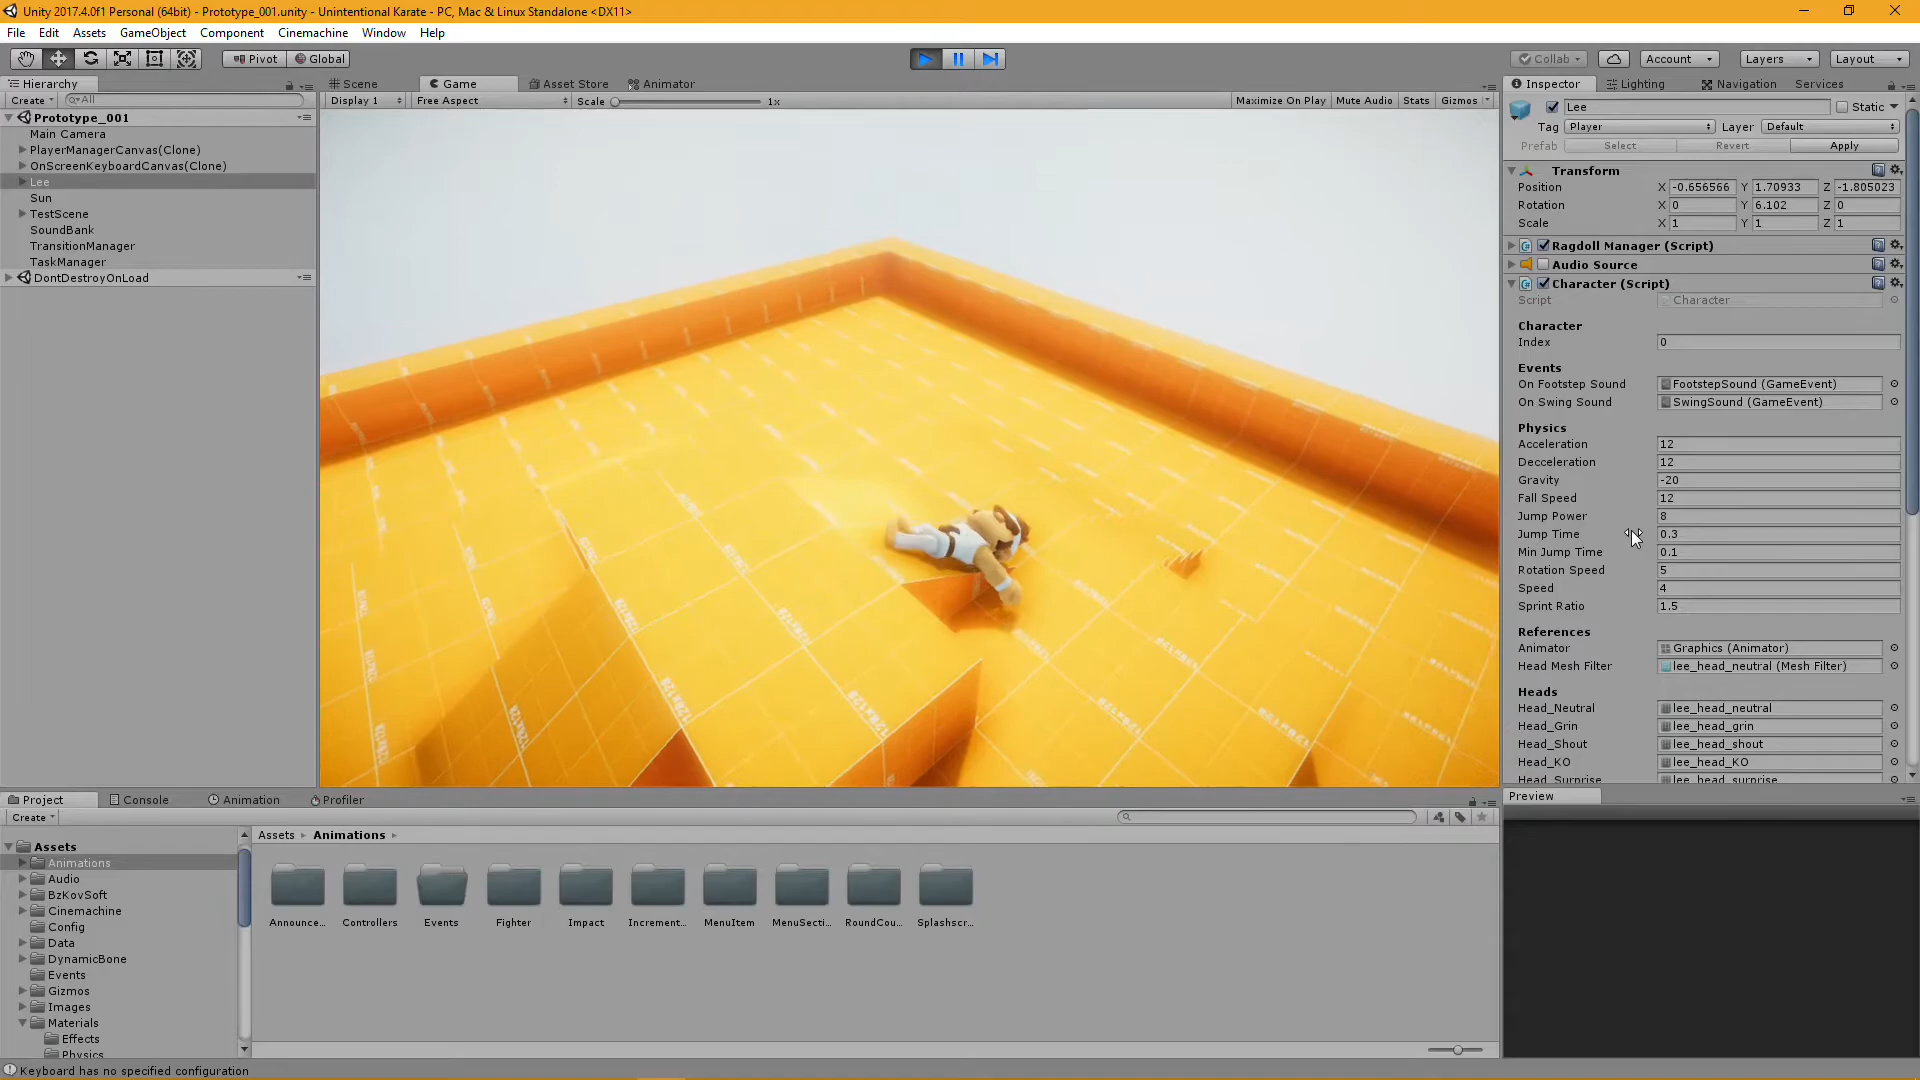 Unity 2017.4.0f1 Personal (64bit) - Prototype_001.unity - Unintentional Karate - PC, Mac & Linux Standalone <DX11>
File Edit Assets GameObject Component Cinemachine Window Help
Pivot Global Collab Account Layers Layout
Hierarchy
Create All
Prototype_001
Main Camera
PlayerManagerCanvas(Clone)
OnScreenKeyboardCanvas(Clone)
Lee
Sun
TestScene
SoundBank
TransitionManager
TaskManager
DontDestroyOnLoad
Scene Game Asset Store Animator
Display 1 Free Aspect Scale 1x Maximize On Play Mute Audio Stats Gizmos
128x128
128x128
128x128
Inspector Lighting Navigation Services
Lee Static
Tag Player Layer Default
Prefab Select Revert Apply
Transform
Position X -0.656566 Y 1.70933 Z -1.805023
Rotation X 0 Y 6.102 Z 0
Scale X 1 Y 1 Z 1
Ragdoll Manager (Script)
Audio Source
Character (Script)
Script Character
Character
Index 0
Events
On Footstep Sound FootstepSound (GameEvent)
On Swing Sound SwingSound (GameEvent)
Physics
Acceleration 12
Decceleration 12
Gravity -20
Fall Speed 12
Jump Power 8
Jump Time 0.3
Min Jump Time 0.1
Rotation Speed 5
Speed 4
Sprint Ratio 1.5
References
Animator Graphics (Animator)
Head Mesh Filter lee_head_neutral (Mesh Filter)
Heads
Head_Neutral lee_head_neutral
Head_Grin lee_head_grin
Head_Shout lee_head_shout
Head_KO lee_head_KO
Head_Surprise lee_head_surprise
Preview
Project Console Animation Profiler
Create
Assets
Animations
Audio
BzKovSoft
Cinemachine
Config
Data
DynamicBone
Events
Gizmos
Images
Materials
Effects
Physics
Assets Animations
Announce... Controllers Events Fighter Impact Increment... MenuItem MenuSecti... RoundCou... Splashscr...
Keyboard has no specified configuration